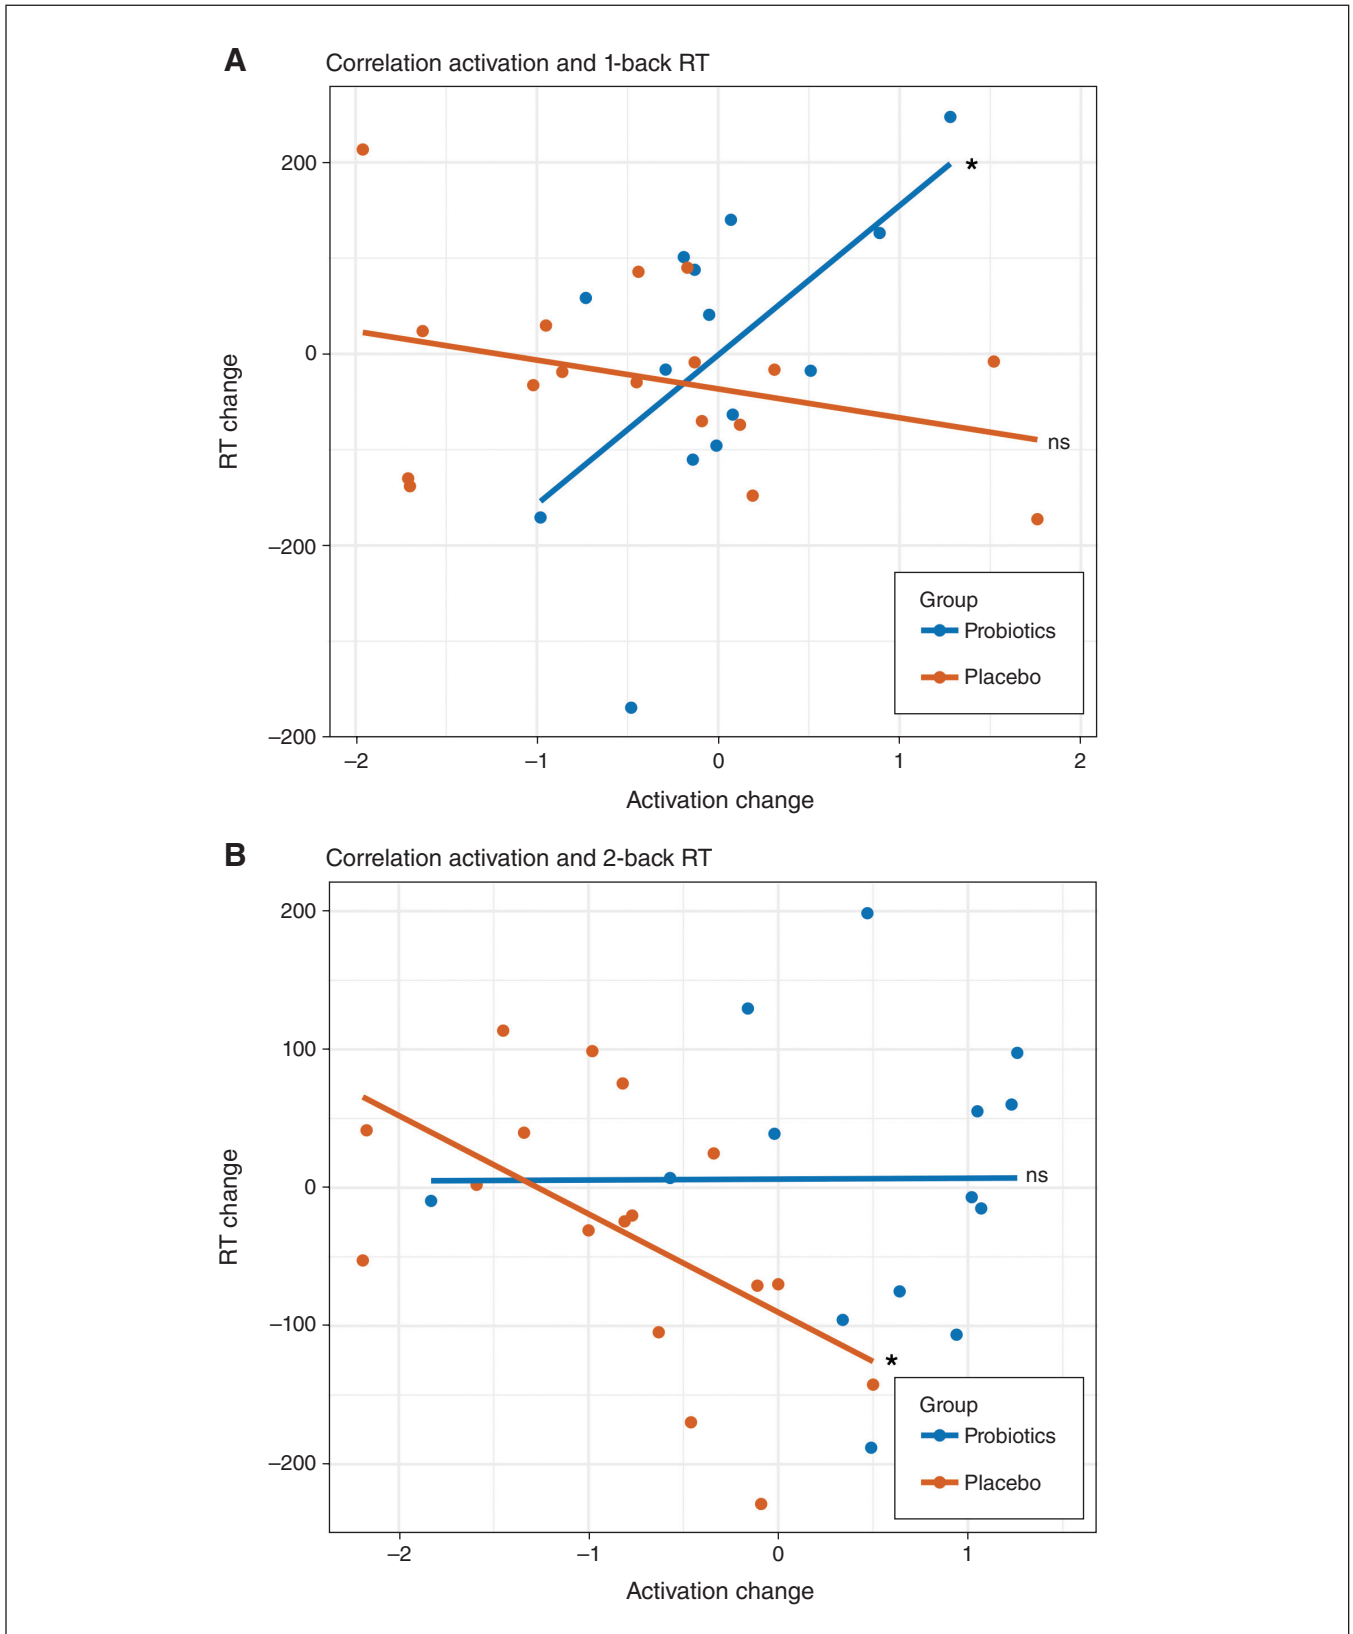 A
Correlation activation and 1-back RT
200
0
–200
–200
RT change
*
ns
Group
Probiotics
Placebo
–2
–1
0
1
2
Activation change
B
Correlation activation and 2-back RT
200
100
0
–100
–200
RT change
ns
*
Group
Probiotics
Placebo
–2
–1
0
1
Activation change